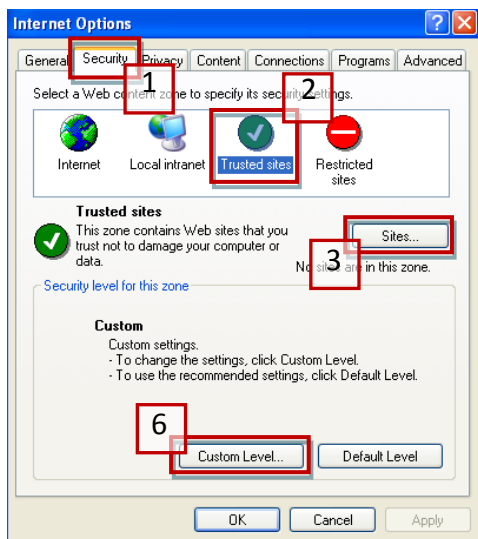 Internet Options
General Security Privacy Content Connections Programs Advanced
1
2
Select a Web content zone to specify its security settings.
Internet Local intranet Trusted sites Restricted sites
Trusted sites
This zone contains Web sites that you
trust not to damage your computer or
data.
Sites...
3
No sites are in this zone.
Security level for this zone
Custom
Custom settings.
- To change the settings, click Custom Level.
- To use the recommended settings, click Default Level.
6
Custom Level... Default Level
OK Cancel Apply